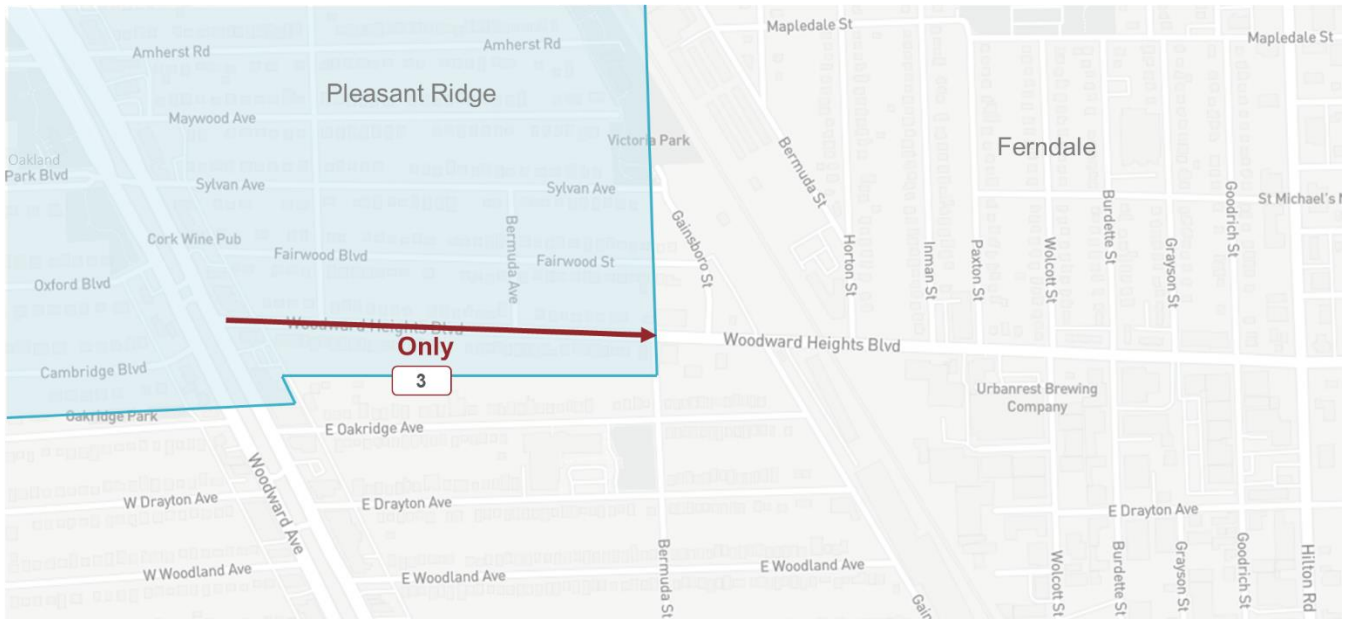 Amherst Rd
Amherst Rd
Mapledale St
Mapledale St
Pleasant Ridge
Maywood Ave
Victoria Park
Ferndale
Oakland
Park Blvd
Sylvan Ave
Sylvan Ave
Bermuda St
Burdette St
Goodrich St
St Michael's
Cork Wine Pub
Fairwood Blvd
Bermuda Ave
Fairwood St
Gainsboro St
Horton St
Inman St
Paxton St
Wolcott St
Grayson St
Oxford Blvd
Woodward Heights Blvd
Only
Woodward Heights Blvd
Cambridge Blvd
3
Urbanrest Brewing
Company
Oakridge Park
E Oakridge Ave
Woodward Ave
W Drayton Ave
E Drayton Ave
E Drayton Ave
W Woodland Ave
E Woodland Ave
Bermuda St
E Woodland Ave
Wolcott St
Burdette St
Grayson St
Goodrich St
Hilton Rd